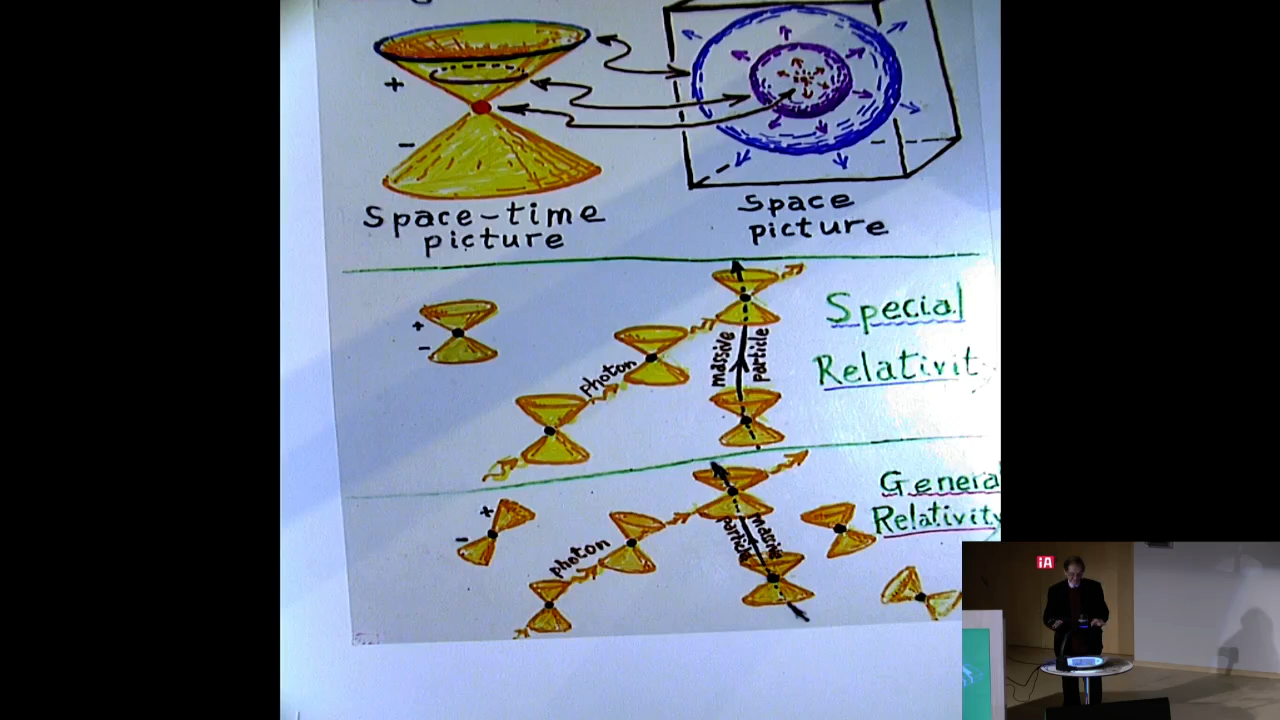 +
-
Space-time
picture
Space
picture
+
-
photon
massive
particle
Special
Relativit
+
-
photon
particle
massive
General
Relativity
iA